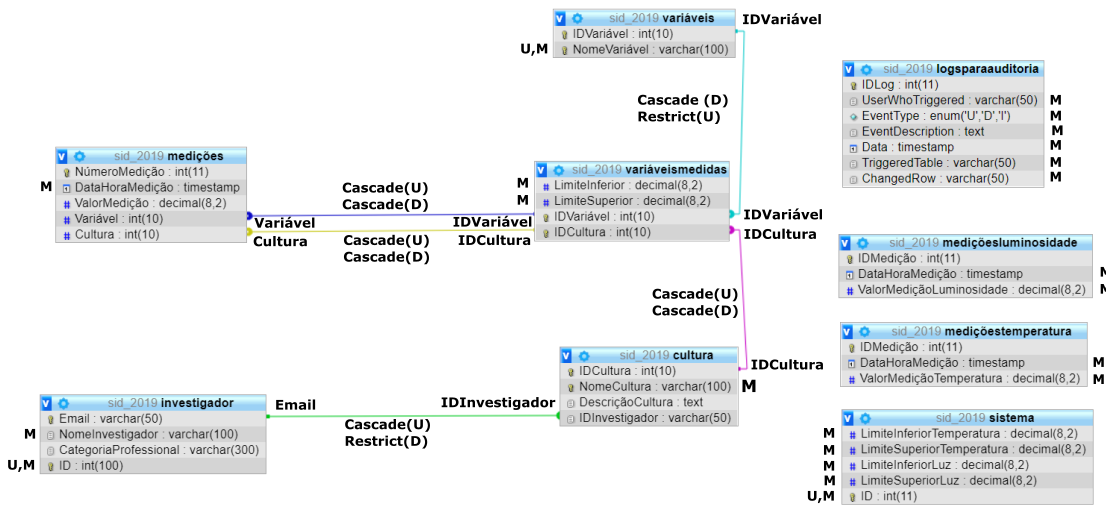 sid_2019 variáveis
IDVariável : int(10)
U,M
NomeVariável : varchar(100)
IDVariável
Cascade (D)
Restrict(U)
sid_2019 logsparaauditoria
IDLog : int(11)
UserWhoTriggered : varchar(50) M
EventType : enum('U','D','I') M
EventDescription : text M
Data : timestamp M
TriggeredTable : varchar(50) M
ChangedRow : varchar(50) M
sid_2019 medições
NúmeroMedição : int(11)
M DataHoraMedição : timestamp
ValorMedição : decimal(8,2)
Variável : int(10)
Cultura : int(10)
Cascade(U)
Cascade(D)
Variável
IDVariável
Cultura
IDCultura
Cascade(U)
Cascade(D)
sid_2019 variáveismedidas
M LimiteInferior : decimal(8,2)
M LimiteSuperior : decimal(8,2)
IDVariável : int(10)
IDCultura : int(10)
IDVariável
IDCultura
sid_2019 mediçõesluminosidade
IDMedição : int(11)
DataHoraMedição : timestamp
ValorMediçãoLuminosidade : decimal(8,2)
Cascade(U)
Cascade(D)
sid_2019 mediçõestemperatura
IDMedição : int(11)
DataHoraMedição : timestamp M
ValorMediçãoTemperatura : decimal(8,2) M
sid_2019 cultura
IDCultura : int(10)
NomeCultura : varchar(100) M
DescriçãoCultura : text
IDInvestigador : varchar(50)
IDCultura
sid_2019 investigador
Email : varchar(50)
M NomeInvestigador : varchar(100)
CategoriaProfessional : varchar(300)
U,M ID : int(100)
Email
IDInvestigador
Cascade(U)
Restrict(D)
sid_2019 sistema
M LimiteInferiorTemperatura : decimal(8,2)
M LimiteSuperiorTemperatura : decimal(8,2)
M LimiteInferiorLuz : decimal(8,2)
M LimiteSuperiorLuz : decimal(8,2)
U,M ID : int(11)